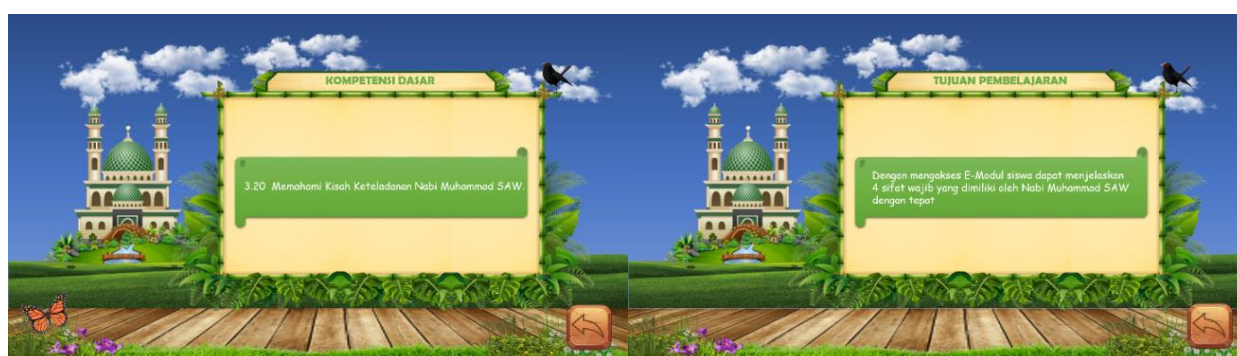 KOMPETENSI DASAR
3.20 Memahami Kisah Keteladanan Nabi Muhammad SAW.
TUJUAN PEMBELAJARAN
Dengan mengakses E-Modul siswa dapat menjelaskan
4 sifat wajib yang dimiliki oleh Nabi Muhammad SAW
dengan tepat